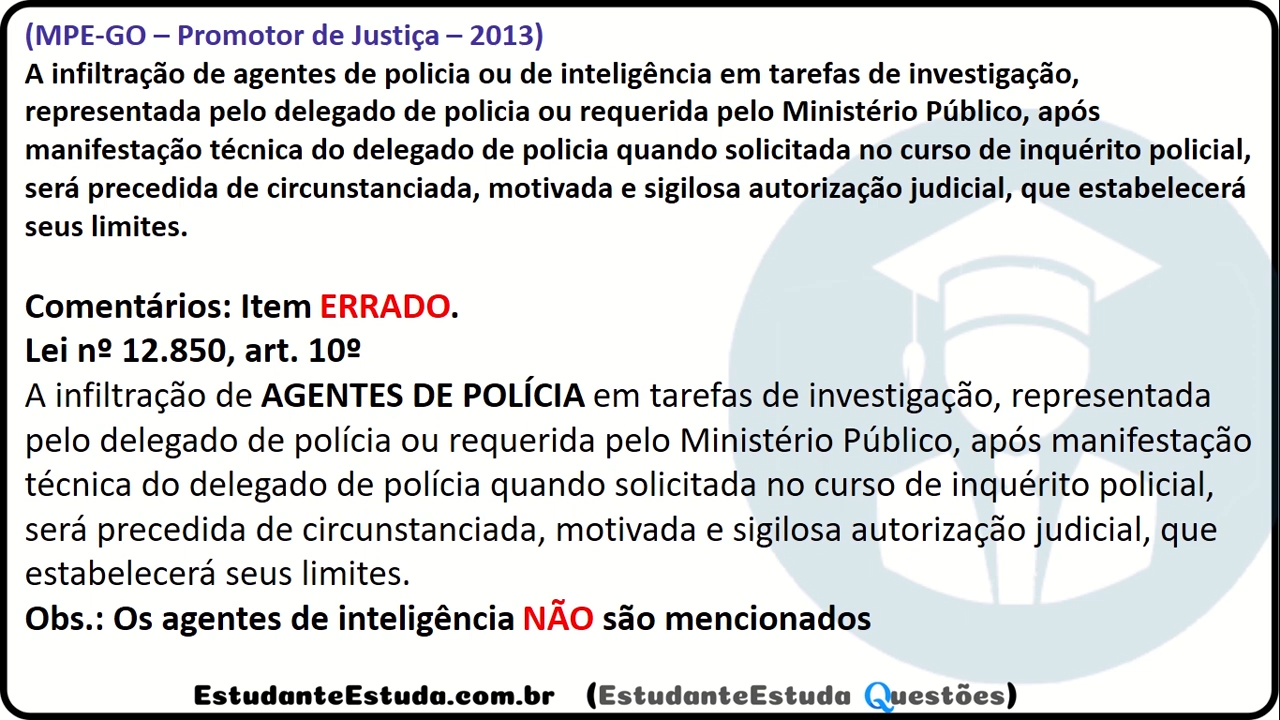 (MPE-GO – Promotor de Justiça – 2013)
A infiltração de agentes de policia ou de inteligência em tarefas de investigação,
representada pelo delegado de policia ou requerida pelo Ministério Público, após
manifestação técnica do delegado de policia quando solicitada no curso de inquérito policial,
será precedida de circunstanciada, motivada e sigilosa autorização judicial, que estabelecerá
seus limites.
Comentários: Item ERRADO.
Lei nº 12.850, art. 10º
A infiltração de AGENTES DE POLÍCIA em tarefas de investigação, representada
pelo delegado de polícia ou requerida pelo Ministério Público, após manifestação
técnica do delegado de polícia quando solicitada no curso de inquérito policial,
será precedida de circunstanciada, motivada e sigilosa autorização judicial, que
estabelecerá seus limites.
Obs.: Os agentes de inteligência NÃO são mencionados
EstudanteEstuda.com.br (EstudanteEstuda Questões)